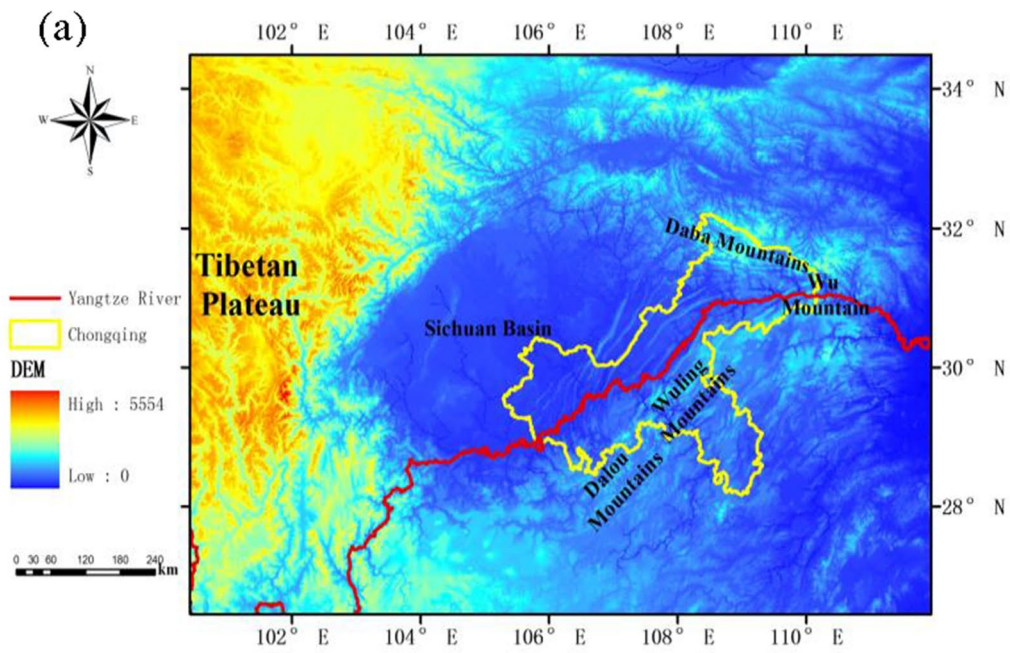 (a)
102° E 104° E 106° E 108° E 110° E
N
W E
S
34° N
32° N
30° N
28° N
Daba Mountains
Wu
Mountain
Tibetan
Plateau
Sichuan Basin
Wuling
Mountains
Dalou
Mountains
Yangtze River
Chongqing
DEM
High : 5554
Low : 0
0 30 60 120 180 240 km
102° E 104° E 106° E 108° E 110° E